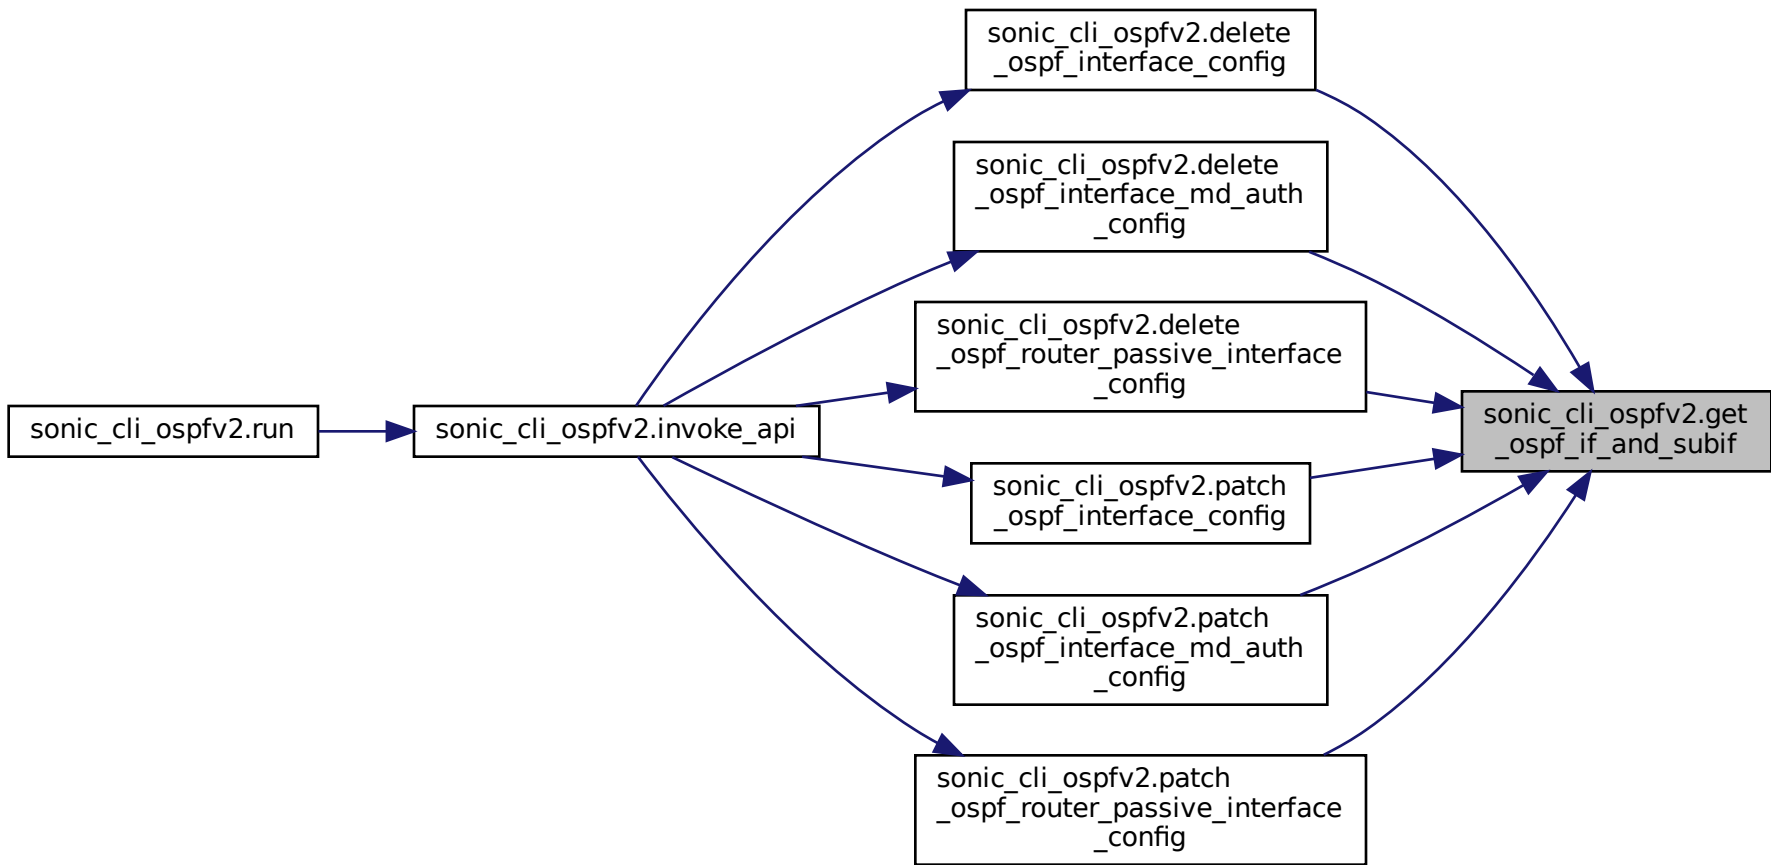 sonic_cli_ospfv2.run
sonic_cli_ospfv2.invoke_api
sonic_cli_ospfv2.delete
_ospf_interface_config
sonic_cli_ospfv2.delete
_ospf_interface_md_auth
_config
sonic_cli_ospfv2.delete
_ospf_router_passive_interface
_config
sonic_cli_ospfv2.patch
_ospf_interface_config
sonic_cli_ospfv2.patch
_ospf_interface_md_auth
_config
sonic_cli_ospfv2.patch
_ospf_router_passive_interface
_config
sonic_cli_ospfv2.get
_ospf_if_and_subif